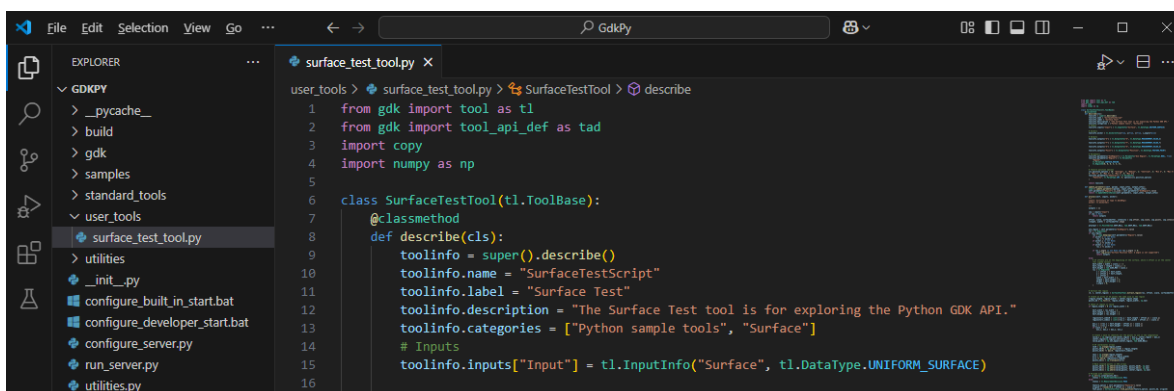 File Edit Selection View Go ··· ← → GdkPy
EXPLORER ···
GDKPY
> __pycache__
> build
> gdk
> samples
> standard_tools
user_tools
surface_test_tool.py
> utilities
__init__.py
configure_built_in_start.bat
configure_developer_start.bat
configure_server.py
run_server.py
utilities.py
surface_test_tool.py ×
user_tools > surface_test_tool.py > SurfaceTestTool > describe
1 from gdk import tool as tl
2 from gdk import tool_api_def as tad
3 import copy
4 import numpy as np
5
6 class SurfaceTestTool(tl.ToolBase):
7 @classmethod
8 def describe(cls):
9 toolinfo = super().describe()
10 toolinfo.name = "SurfaceTestScript"
11 toolinfo.label = "Surface Test"
12 toolinfo.description = "The Surface Test tool is for exploring the Python GDK API."
13 toolinfo.categories = ["Python sample tools", "Surface"]
14 # Inputs
15 toolinfo.inputs["Input"] = tl.InputInfo("Surface", tl.DataType.UNIFORM_SURFACE)
16